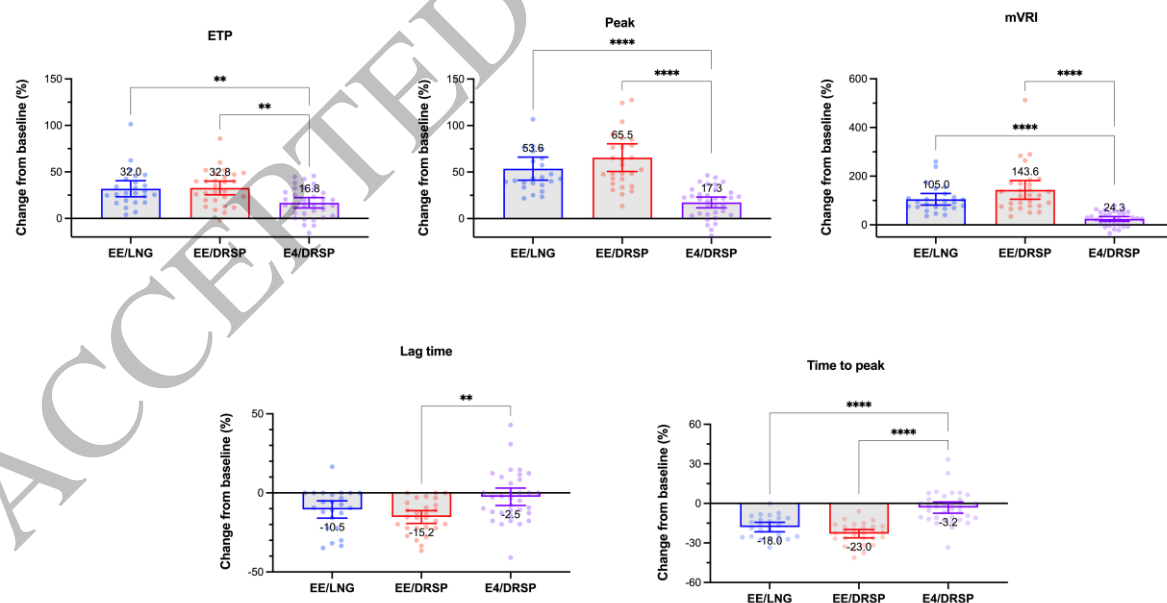 ACCEPTED
ETP
Change from baseline (%)
150
100
50
0
**
**
32.0
32.8
16.8
EE/LNG
EE/DRSP
E4/DRSP
Peak
Change from baseline (%)
150
100
50
0
****
****
53.6
65.5
17.3
EE/LNG
EE/DRSP
E4/DRSP
mVRI
Change from baseline (%)
600
400
200
0
****
****
105.0
143.6
24.3
EE/LNG
EE/DRSP
E4/DRSP
Lag time
Change from baseline (%)
50
0
-50
**
-10.5
-15.2
-2.5
EE/LNG
EE/DRSP
E4/DRSP
Time to peak
Change from baseline (%)
60
30
0
-30
-60
****
****
-18.0
-23.0
-3.2
EE/LNG
EE/DRSP
E4/DRSP